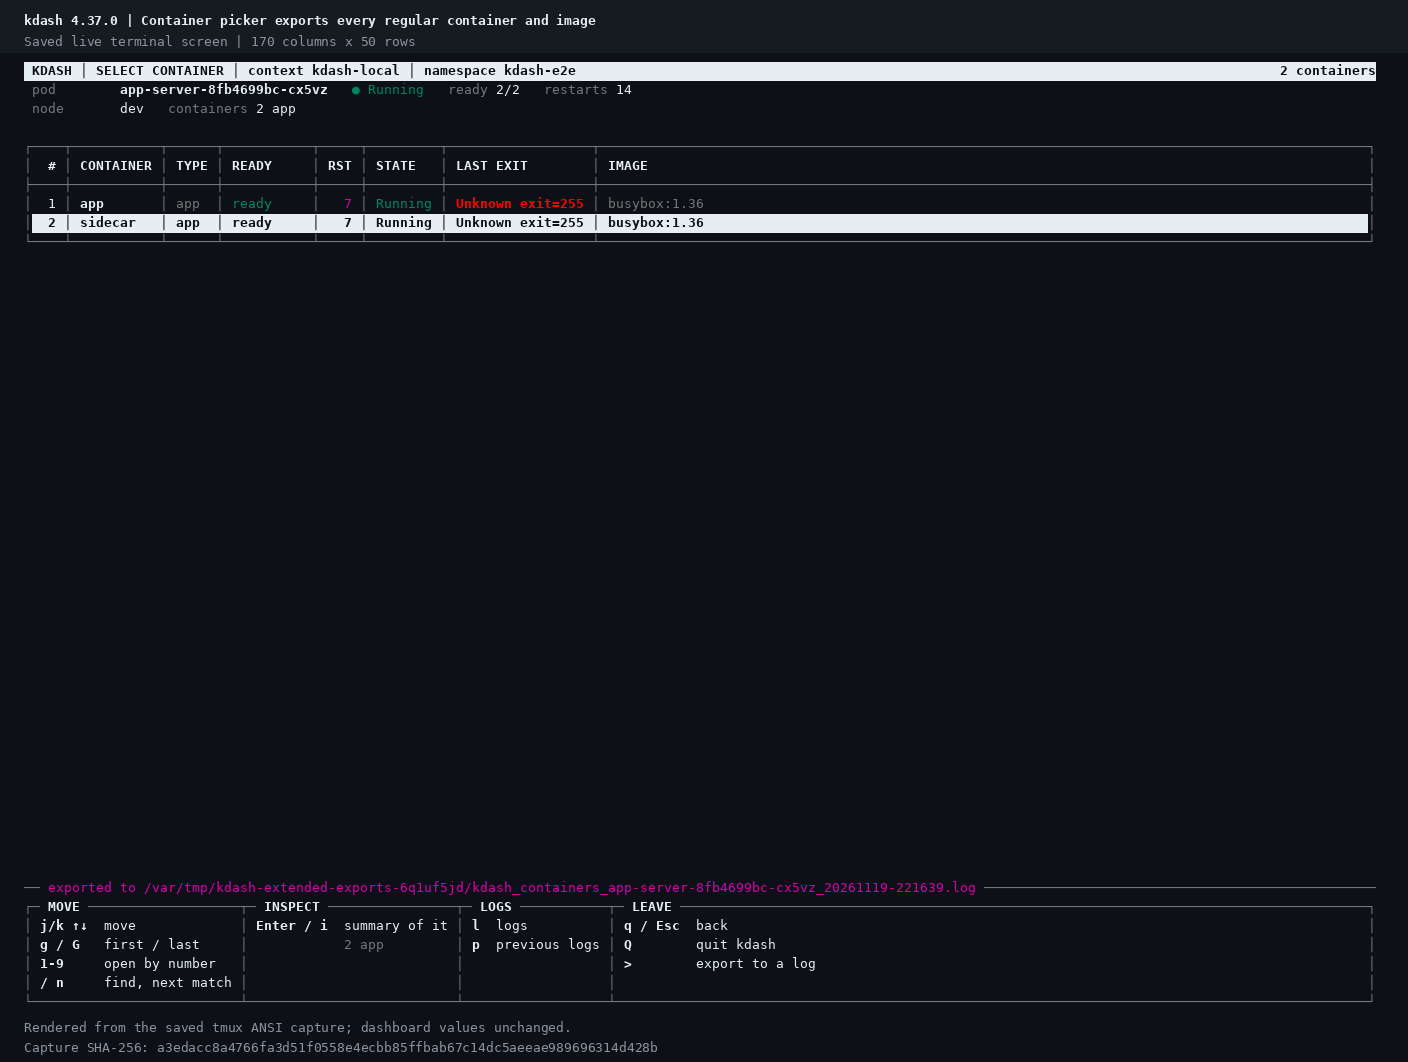 kdash 4.37.0 | Container picker exports every regular container and image
Saved live terminal screen | 170 columns x 50 rows
KDASH │ SELECT CONTAINER │ context kdash-local │ namespace kdash-e2e 2 containers
pod app-server-8fb4699bc-cx5vz ● Running ready 2/2 restarts 14
node dev containers 2 app
# │ CONTAINER │ TYPE │ READY │ RST │ STATE │ LAST EXIT │ IMAGE
1 │ app │ app │ ready │ 7 │ Running │ Unknown exit=255 │ busybox:1.36
2 │ sidecar │ app │ ready │ 7 │ Running │ Unknown exit=255 │ busybox:1.36
exported to /var/tmp/kdash-extended-exports-6q1uf5jd/kdash_containers_app-server-8fb4699bc-cx5vz_20261119-221639.log
MOVE INSPECT LOGS LEAVE
j/k ↑↓ move │ Enter / i summary of it │ l logs │ q / Esc back
g / G first / last │ 2 app │ p previous logs │ Q quit kdash
1-9 open by number │ │ │ > export to a log
/ n find, next match
Rendered from the saved tmux ANSI capture; dashboard values unchanged.
Capture SHA-256: a3edacc8a4766fa3d51f0558e4ecbb85ffbab67c14dc5aeeae989696314d428b